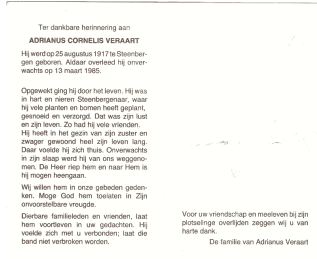 Ter dankbare herinnering aan
ADRIANUS CORNELIS VERAART
Hij werd op 25 augustus 1917 te Steenber-
gen geboren. Aldaar overleed hij onver-
wachts op 13 maart 1985.
Opgewekt ging hij door het leven. Hij was
in hart en nieren Steenbergenaar, waar
hij vele planten en bomen heeft geplant,
gesnoeid en verzorgd. Dat was zijn lust
en zijn leven. Zo had hij vele vrienden.
Hij heeft in het gezin van zijn zuster en
zwager gewoond heel zijn leven lang.
Daar voelde hij zich thuis. Onverwachts
in zijn slaap werd hij van ons weggeno-
men. De Heer riep hem en naar Hem is
hij mogen heengaan.
Wij willen hem in onze gebeden geden-
ken. Moge God hem toelaten in Zijn
onvoorstelbare vreugde.
Dierbare familieleden en vrienden, laat
hem voortleven in uw gedachten. Hij
voelde zich met u verbonden; laat die
band niet verbroken worden.
Voor uw vriendschap en meeleven bij zijn
plotselinge overlijden zeggen wij u van
harte dank.
De familie van Adrianus Veraart